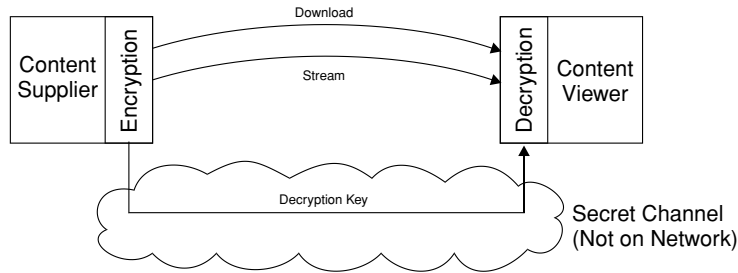 Download
Content
Supplier
Encryption
Stream
Decryption
Content
Viewer
Decryption Key
Secret Channel
(Not on Network)